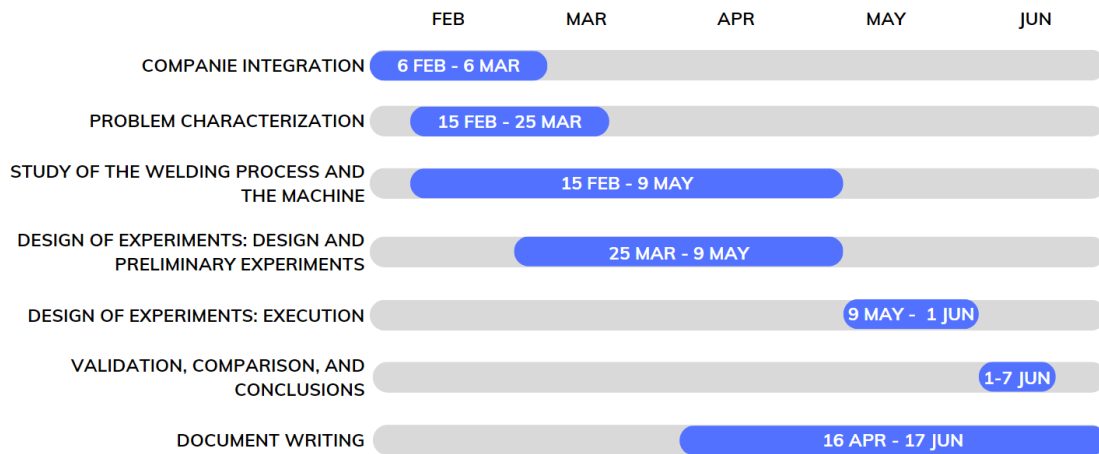 FEB MAR APR MAY JUN
COMPANIE INTEGRATION 6 FEB - 6 MAR
PROBLEM CHARACTERIZATION 15 FEB - 25 MAR
STUDY OF THE WELDING PROCESS AND
THE MACHINE
15 FEB - 9 MAY
DESIGN OF EXPERIMENTS: DESIGN AND
PRELIMINARY EXPERIMENTS
25 MAR - 9 MAY
DESIGN OF EXPERIMENTS: EXECUTION 9 MAY - 1 JUN
VALIDATION, COMPARISON, AND
CONCLUSIONS
1-7 JUN
DOCUMENT WRITING 16 APR - 17 JUN